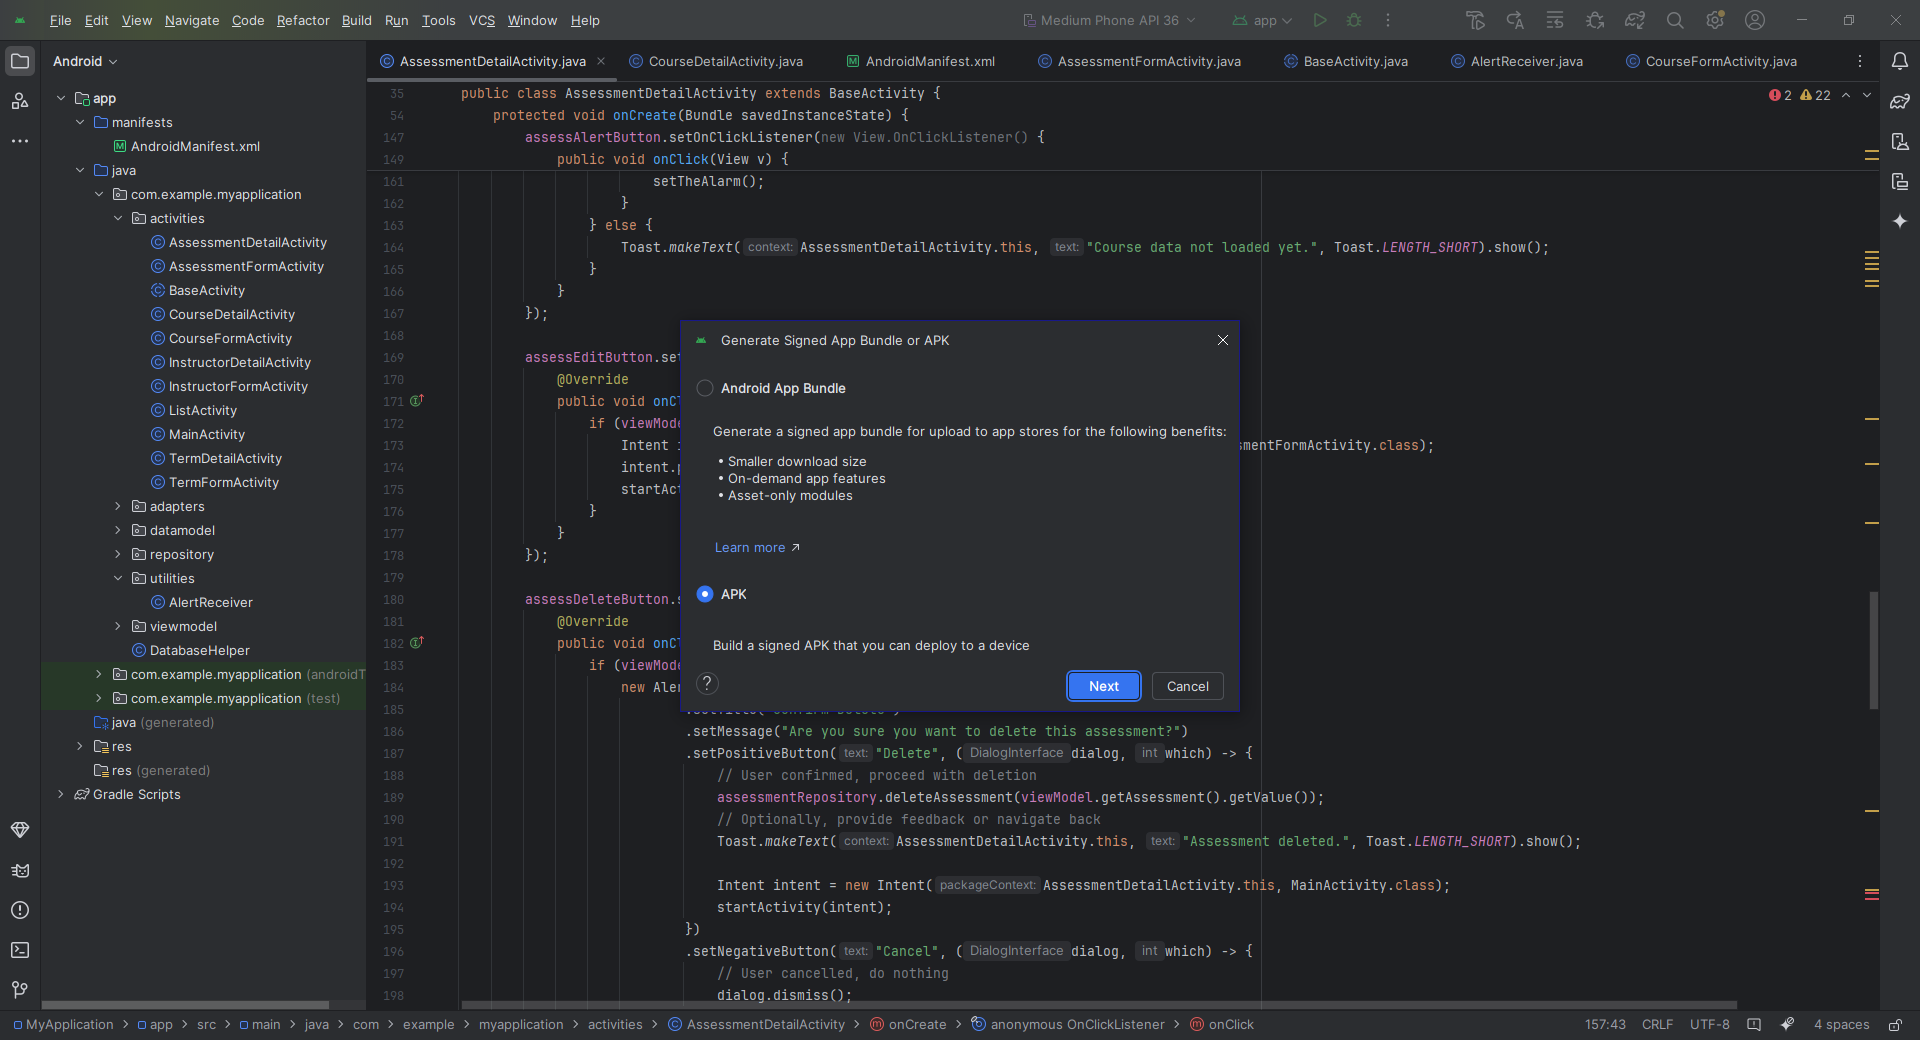 File Edit View Navigate Code Refactor Build Run Tools VCS Window Help Medium Phone API 36 app
Android
app
manifests
AndroidManifest.xml
java
com.example.myapplication
activities
AssessmentDetailActivity
AssessmentFormActivity
BaseActivity
CourseDetailActivity
CourseFormActivity
InstructorDetailActivity
InstructorFormActivity
ListActivity
MainActivity
TermDetailActivity
TermFormActivity
adapters
datamodel
repository
utilities
AlertReceiver
viewmodel
DatabaseHelper
com.example.myapplication (androidT
com.example.myapplication (test)
java (generated)
res
res (generated)
Gradle Scripts
AssessmentDetailActivity.java CourseDetailActivity.java AndroidManifest.xml AssessmentFormActivity.java BaseActivity.java AlertReceiver.java CourseFormActivity.java
2 22
35 public class AssessmentDetailActivity extends BaseActivity {
54 protected void onCreate(Bundle savedInstanceState) {
147 assessAlertButton.setOnClickListener(new View.OnClickListener() {
149 public void onClick(View v) {
161 setTheAlarm();
162 }
163 } else {
164 Toast.makeText( context: AssessmentDetailActivity.this, text: "Course data not loaded yet.", Toast.LENGTH_SHORT).show();
165 }
166 }
167 });
168
169 assessEditButton.set
170 @Override
171 public void onCl
172 if (viewMode
173 Intent i smentFormActivity.class);
174 intent.p
175 startAct
176 }
177 }
178 });
179
180 assessDeleteButton.s
181 @Override
182 public void onCl
183 if (viewMode
184 new Aler
185 .setTitle("Confirm Delete")
186 .setMessage("Are you sure you want to delete this assessment?")
187 .setPositiveButton( text: "Delete", ( DialogInterface dialog, int which) -> {
188 // User confirmed, proceed with deletion
189 assessmentRepository.deleteAssessment(viewModel.getAssessment().getValue());
190 // Optionally, provide feedback or navigate back
191 Toast.makeText( context: AssessmentDetailActivity.this, text: "Assessment deleted.", Toast.LENGTH_SHORT).show();
192
193 Intent intent = new Intent( packageContext: AssessmentDetailActivity.this, MainActivity.class);
194 startActivity(intent);
195 })
196 .setNegativeButton( text: "Cancel", ( DialogInterface dialog, int which) -> {
197 // User cancelled, do nothing
198 dialog.dismiss();
Generate Signed App Bundle or APK
Android App Bundle
Generate a signed app bundle for upload to app stores for the following benefits:
• Smaller download size
• On-demand app features
• Asset-only modules
Learn more ↗
APK
Build a signed APK that you can deploy to a device
? Next Cancel
MyApplication > app > src > main > java > com > example > myapplication > activities > AssessmentDetailActivity > onCreate > anonymous OnClickListener > onClick 157:43 CRLF UTF-8 4 spaces